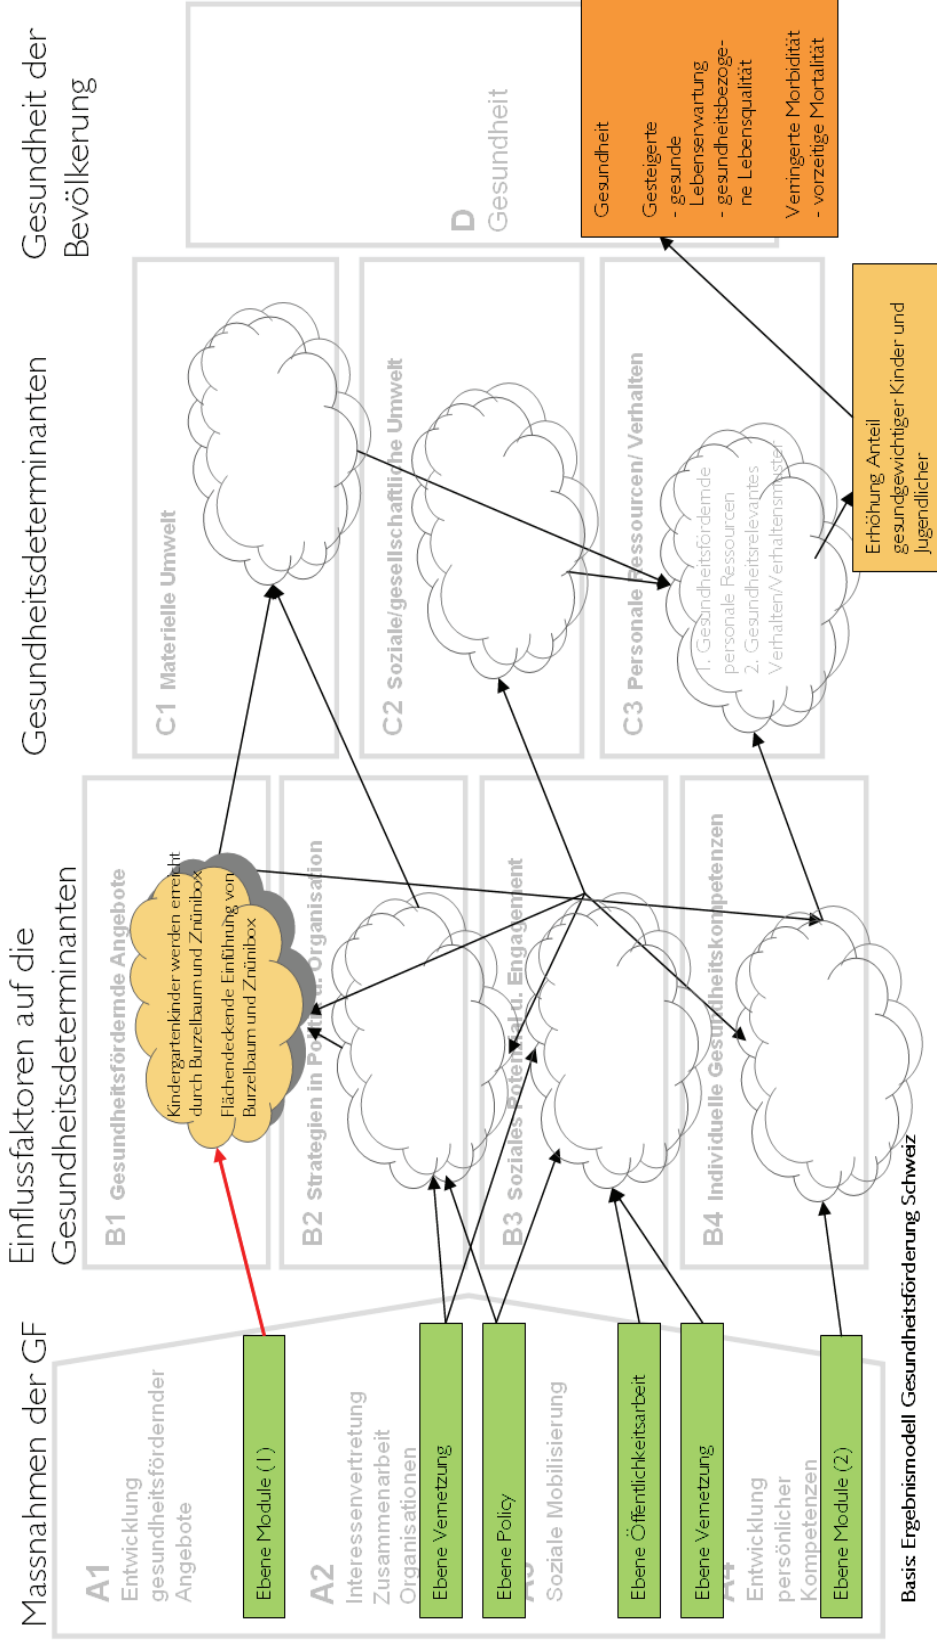 Massnahmen der GF
Einflussfaktoren auf die
Gesundheitsdeterminanten
Gesundheitsdeterminanten
Gesundheit der
Bevölkerung
A1
Entwicklung
gesundheitsfördernder
Angebote
Ebene Module (1)
A2
Interessenvertretung
Zusammenarbeit
Organisationen
Ebene Vernetzung
Ebene Policy
Soziale Mobilisierung
Ebene Öffentlichkeitsarbeit
Ebene Vernetzung
A4
Entwicklung
persönlicher
Kompetenzen
Ebene Module (2)
B1 Gesundheitsfördernde Angebote
Kindergartenkinder werden erreicht
durch Burzelbaum und Znünibox
Flächendeckende Einführung von
Burzelbaum und Znünibox
B2 Strategien in Politik u. Organisation
B3 Soziales Potential u. Engagement
B4 Individuelle Gesundheitskompetenzen
C1 Materielle Umwelt
C2 Soziale/gesellschaftliche Umwelt
C3 Personale Ressourcen/ Verhalten
1. Gesundheitsfördernde
personale Ressourcen
2. Gesundheitsrelevantes
Verhalten/Verhaltensmuster
Erhöhung Anteil
gesundgewichtiger Kinder und
Jugendlicher
D
Gesundheit
Gesundheit
Gesteigerte
- gesunde
Lebenserwartung
- gesundheitsbezoge-
ne Lebensqualität
Verringerte Morbidität
- vorzeitige Mortalität
Basis: Ergebnismodell Gesundheitsförderung Schweiz